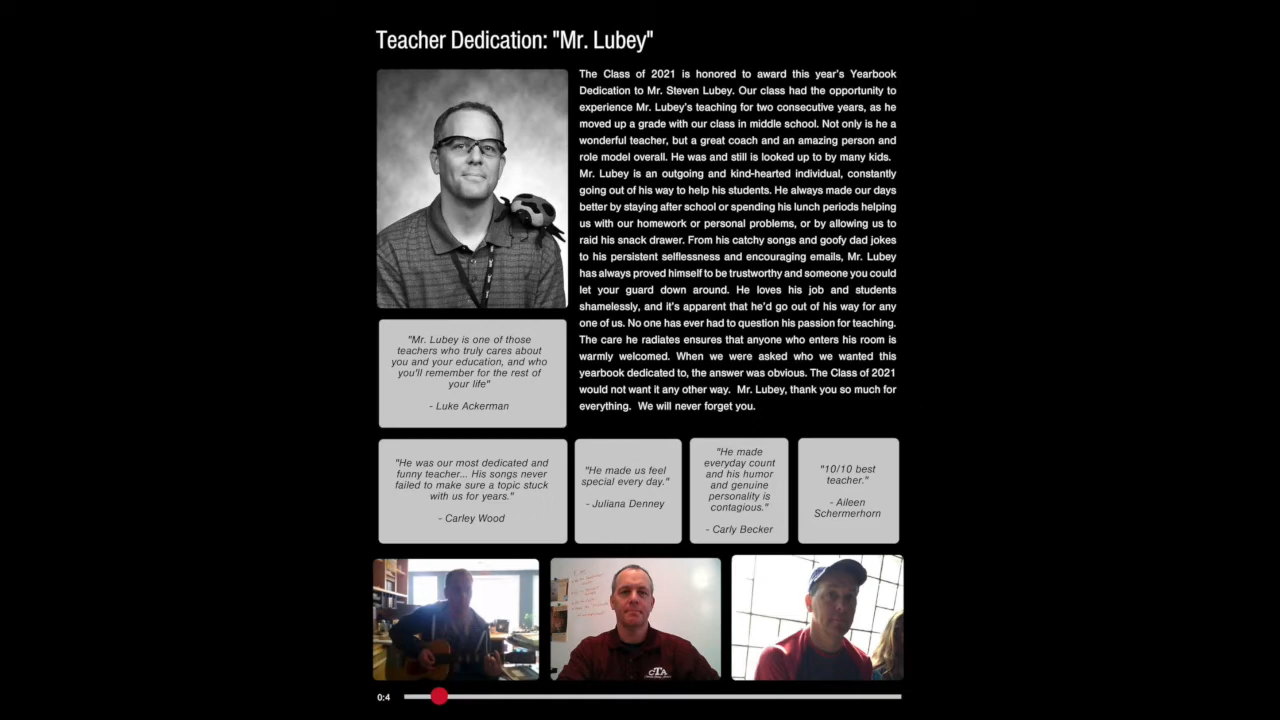 Teacher Dedication: "Mr. Lubey"
The Class of 2021 is honored to award this year's Yearbook
Dedication to Mr. Steven Lubey. Our class had the opportunity to
experience Mr. Lubey's teaching for two consecutive years, as he
moved up a grade with our class in middle school. Not only is he a
wonderful teacher, but a great coach and an amazing person and
role model overall. He was and still is looked up to by many kids.
Mr. Lubey is an outgoing and kind-hearted individual, constantly
going out of his way to help his students. He always made our days
better by staying after school or spending his lunch periods helping
us with our homework or personal problems, or by allowing us to
raid his snack drawer. From his catchy songs and goofy dad jokes
to his persistent selflessness and encouraging emails, Mr. Lubey
has always proved himself to be trustworthy and someone you could
let your guard down around. He loves his job and students
shamelessly, and it's apparent that he'd go out of his way for any
one of us. No one has ever had to question his passion for teaching.
The care he radiates ensures that anyone who enters his room is
warmly welcomed. When we were asked who we wanted this
yearbook dedicated to, the answer was obvious. The Class of 2021
would not want it any other way. Mr. Lubey, thank you so much for
everything. We will never forget you.
"Mr. Lubey is one of those
teachers who truly cares about
you and your education, and who
you'll remember for the rest of
your life"
- Luke Ackerman
"He was our most dedicated and
funny teacher... His songs never
failed to make sure a topic stuck
with us for years."
- Carley Wood
"He made us feel
special every day."
- Juliana Denney
"He made
everyday count
and his humor
and genuine
personality is
contagious."
- Carly Becker
"10/10 best
teacher."
- Aileen
Schermerhorn
CTA
0:4